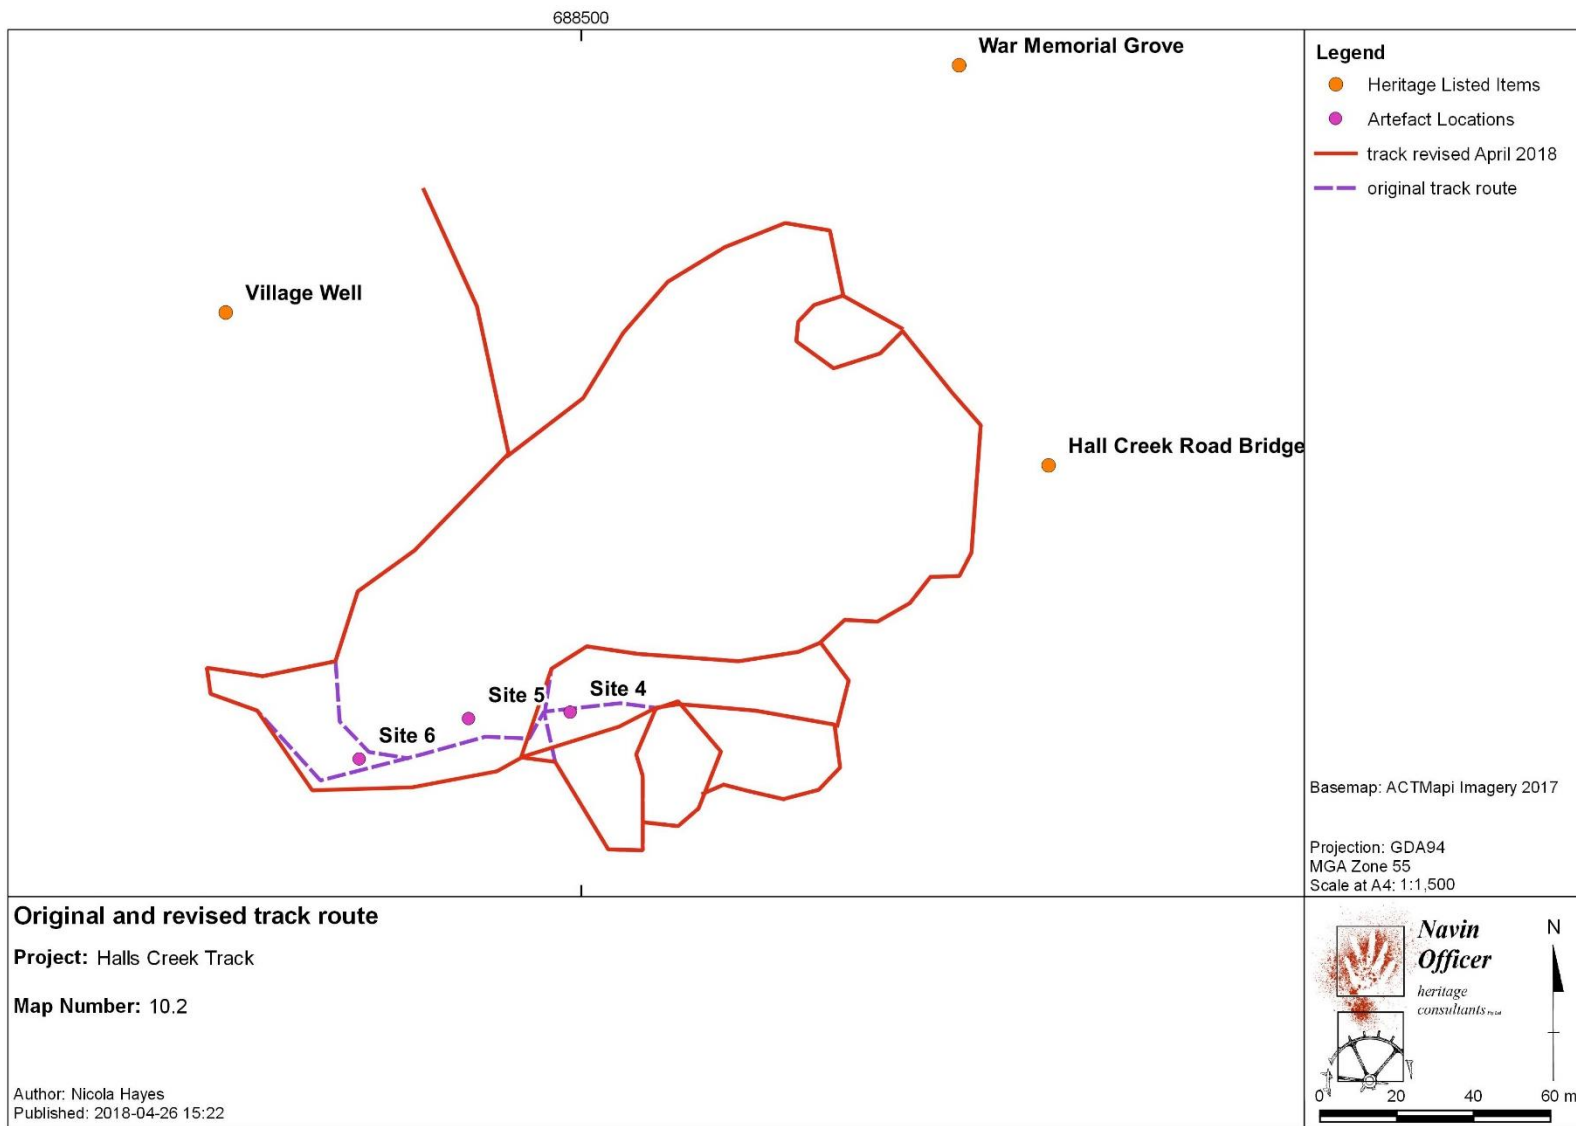 688500
War Memorial Grove
Village Well
Hall Creek Road Bridge
Site 5
Site 4
Site 6
Legend
Heritage Listed Items
Artefact Locations
track revised April 2018
original track route
Basemap: ACTMapi Imagery 2017
Projection: GDA94
MGA Zone 55
Scale at A4: 1:1,500
Original and revised track route
Project: Halls Creek Track
Map Number: 10.2
Author: Nicola Hayes
Published: 2018-04-26 15:22
Navin
Officer
heritage
consultants Pty Ltd
N
0 20 40 60 m